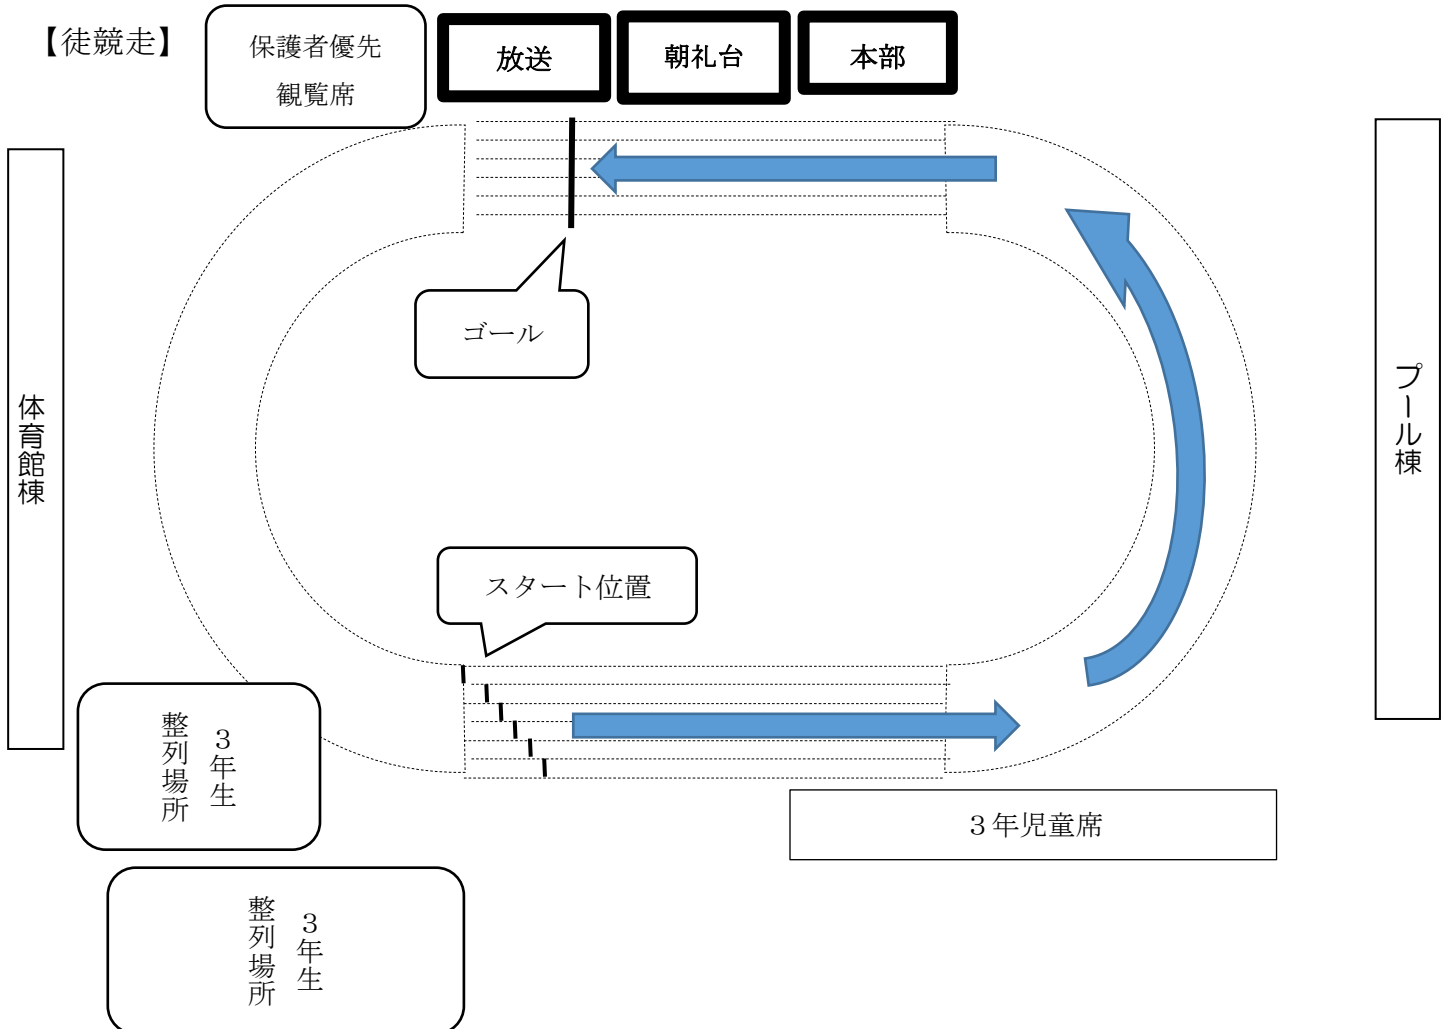 【徒競走】
保護者優先
観覧席
放送
朝礼台
本部
ゴール
体育館棟
プール棟
スタート位置
３年生
整列場所
３年児童席
３年生
整列場所